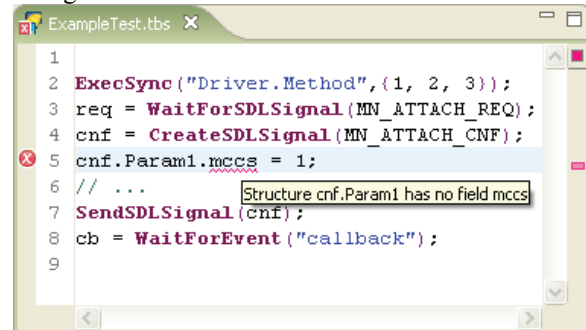 ExampleTest.tbs
1
2 ExecSync("Driver.Method",{1, 2, 3});
3 req = WaitForSDLSignal(MN_ATTACH_REQ);
4 cnf = CreateSDLSignal(MN_ATTACH_CNF);
5 cnf.Param1.mccs = 1;
6 // ...
Structure cnf.Param1 has no field mccs
7 SendSDLSignal(cnf);
8 cb = WaitForEvent("callback");
9